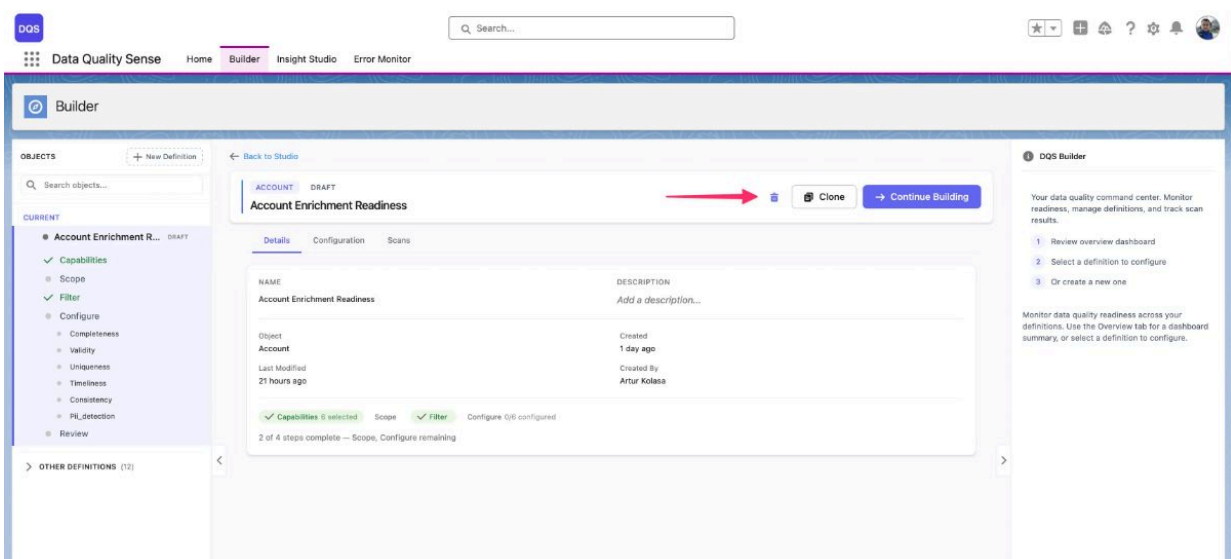 DQS
Search...
Data Quality Sense
Home
Builder
Insight Studio
Error Monitor
Builder
OBJECTS
New Definition
Search objects...
CURRENT
Account Enrichment R... DRAFT
Capabilities
Scope
Filter
Configure
Completeness
Validity
Uniqueness
Timeliness
Consistency
Pii_detection
Review
OTHER DEFINITIONS (12)
Back to Studio
ACCOUNT DRAFT
Account Enrichment Readiness
Clone
Continue Building
Details Configuration Scans
NAME
Account Enrichment Readiness
DESCRIPTION
Add a description...
Object
Account
Created
1 day ago
Last Modified
21 hours ago
Created By
Artur Kolasa
Capabilities 6 selected Scope Filter Configure 0/6 configured
2 of 4 steps complete — Scope, Configure remaining
DQS Builder
Your data quality command center. Monitor
readiness, manage definitions, and track scan
results.
1 Review overview dashboard
2 Select a definition to configure
3 Or create a new one
Monitor data quality readiness across your
definitions. Use the Overview tab for a dashboard
summary, or select a definition to configure.